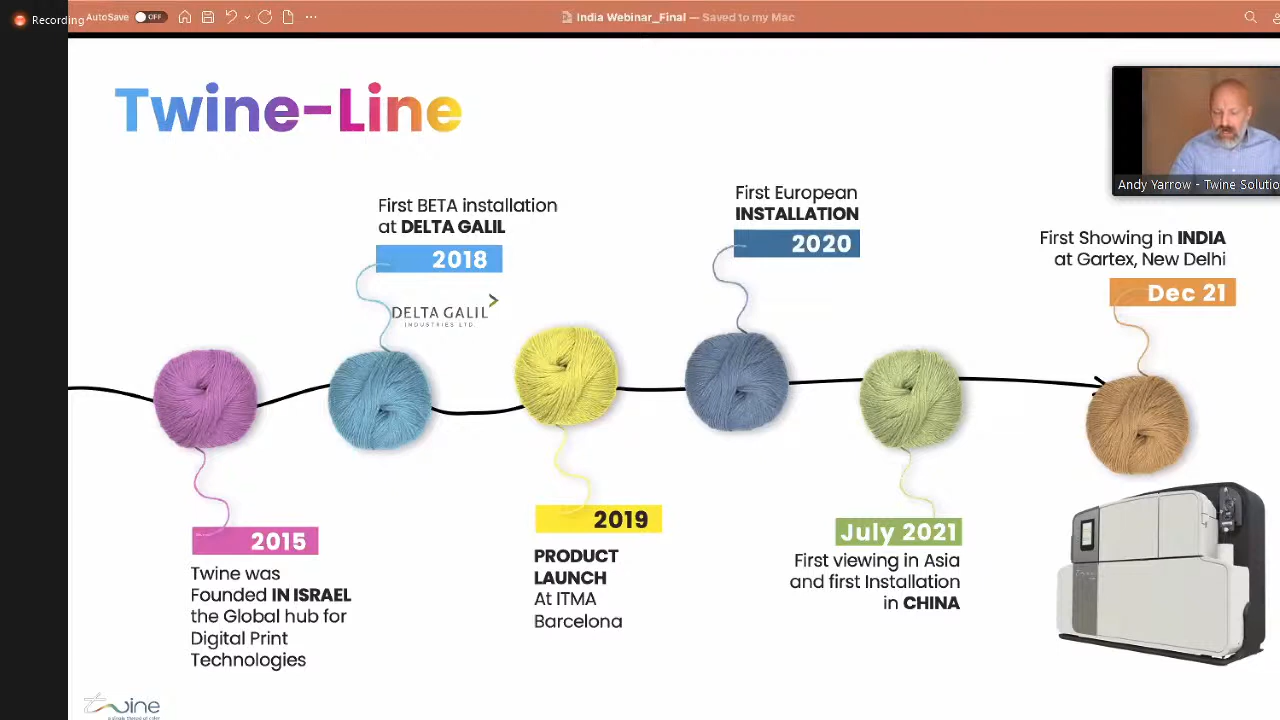 Recording
AutoSave OFF
India Webinar_Final — Saved to my Mac
Twine-Line
Andy Yarrow - Twine Solutio
First BETA installation
at DELTA GALIL
2018
DELTA GALIL
INDUSTRIES LTD.
First European
INSTALLATION
2020
First Showing in INDIA
at Gartex, New Delhi
Dec 21
2015
Twine was
Founded IN ISRAEL
the Global hub for
Digital Print
Technologies
2019
PRODUCT
LAUNCH
At ITMA
Barcelona
July 2021
First viewing in Asia
and first Installation
in CHINA
twine